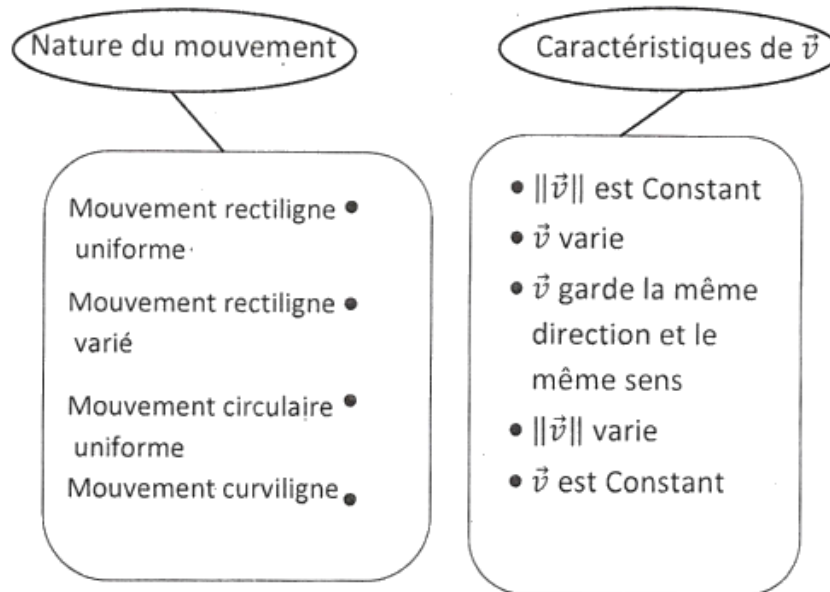 Nature du mouvement
Caractéristiques de v⃗
Mouvement rectiligne •
uniforme
Mouvement rectiligne •
varié
Mouvement circulaire •
uniforme
Mouvement curviligne •
• ‖v⃗‖ est Constant
• v⃗ varie
• v⃗ garde la même
direction et le
même sens
• ‖v⃗‖ varie
• v⃗ est Constant